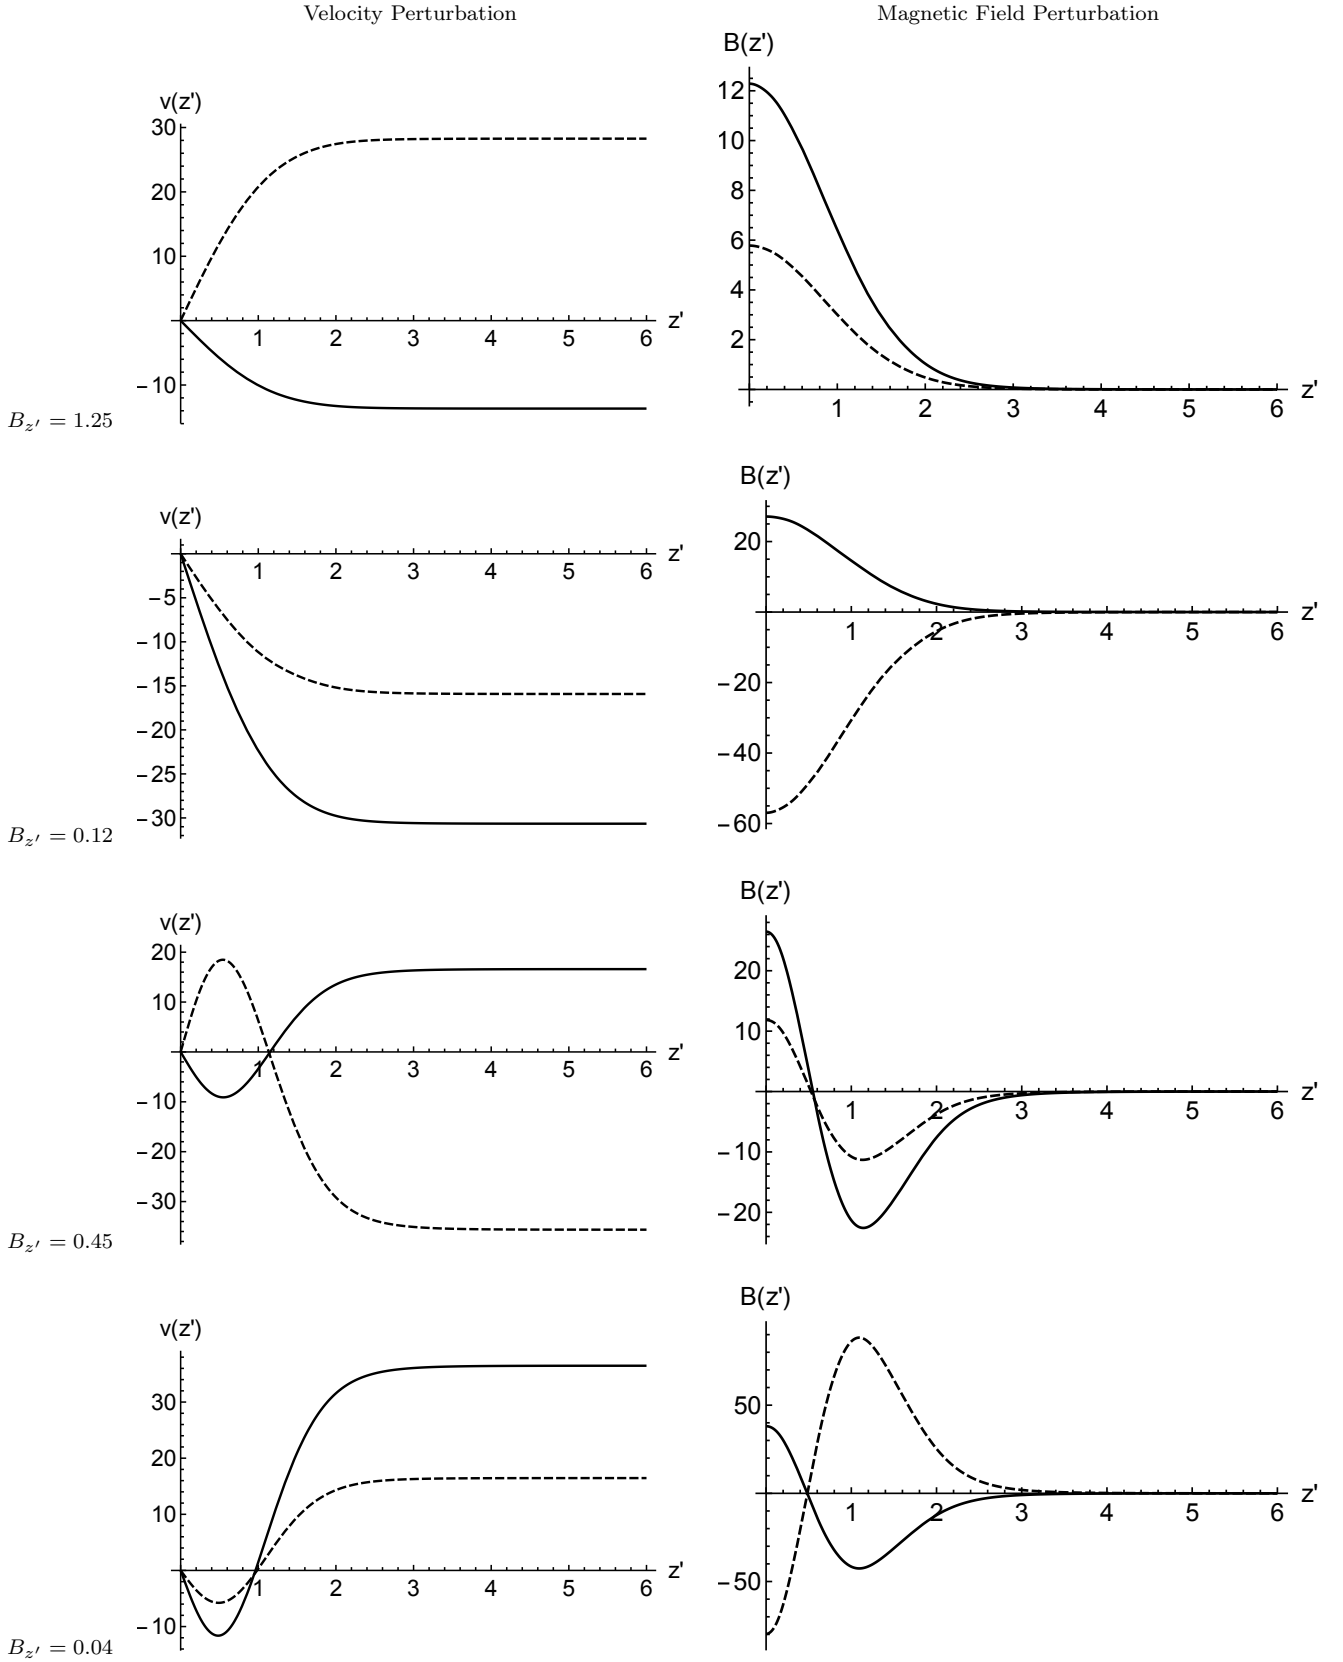 Velocity Perturbation
Magnetic Field Perturbation
v(z')
30
20
10
−10
1 2 3 4 5 6 z'
B(z')
12
10
8
6
4
2
1 2 3 4 5 6 z'
B_{z'} = 1.25
v(z')
1 2 3 4 5 6 z'
−5
−10
−15
−20
−25
−30
B(z')
20
1 2 3 4 5 6 z'
−20
−40
−60
B_{z'} = 0.12
v(z')
20
10
1 2 3 4 5 6 z'
−10
−20
−30
B(z')
20
10
1 2 3 4 5 6 z'
−10
−20
B_{z'} = 0.45
v(z')
30
20
10
1 2 3 4 5 6 z'
−10
B(z')
50
1 2 3 4 5 6 z'
−50
B_{z'} = 0.04